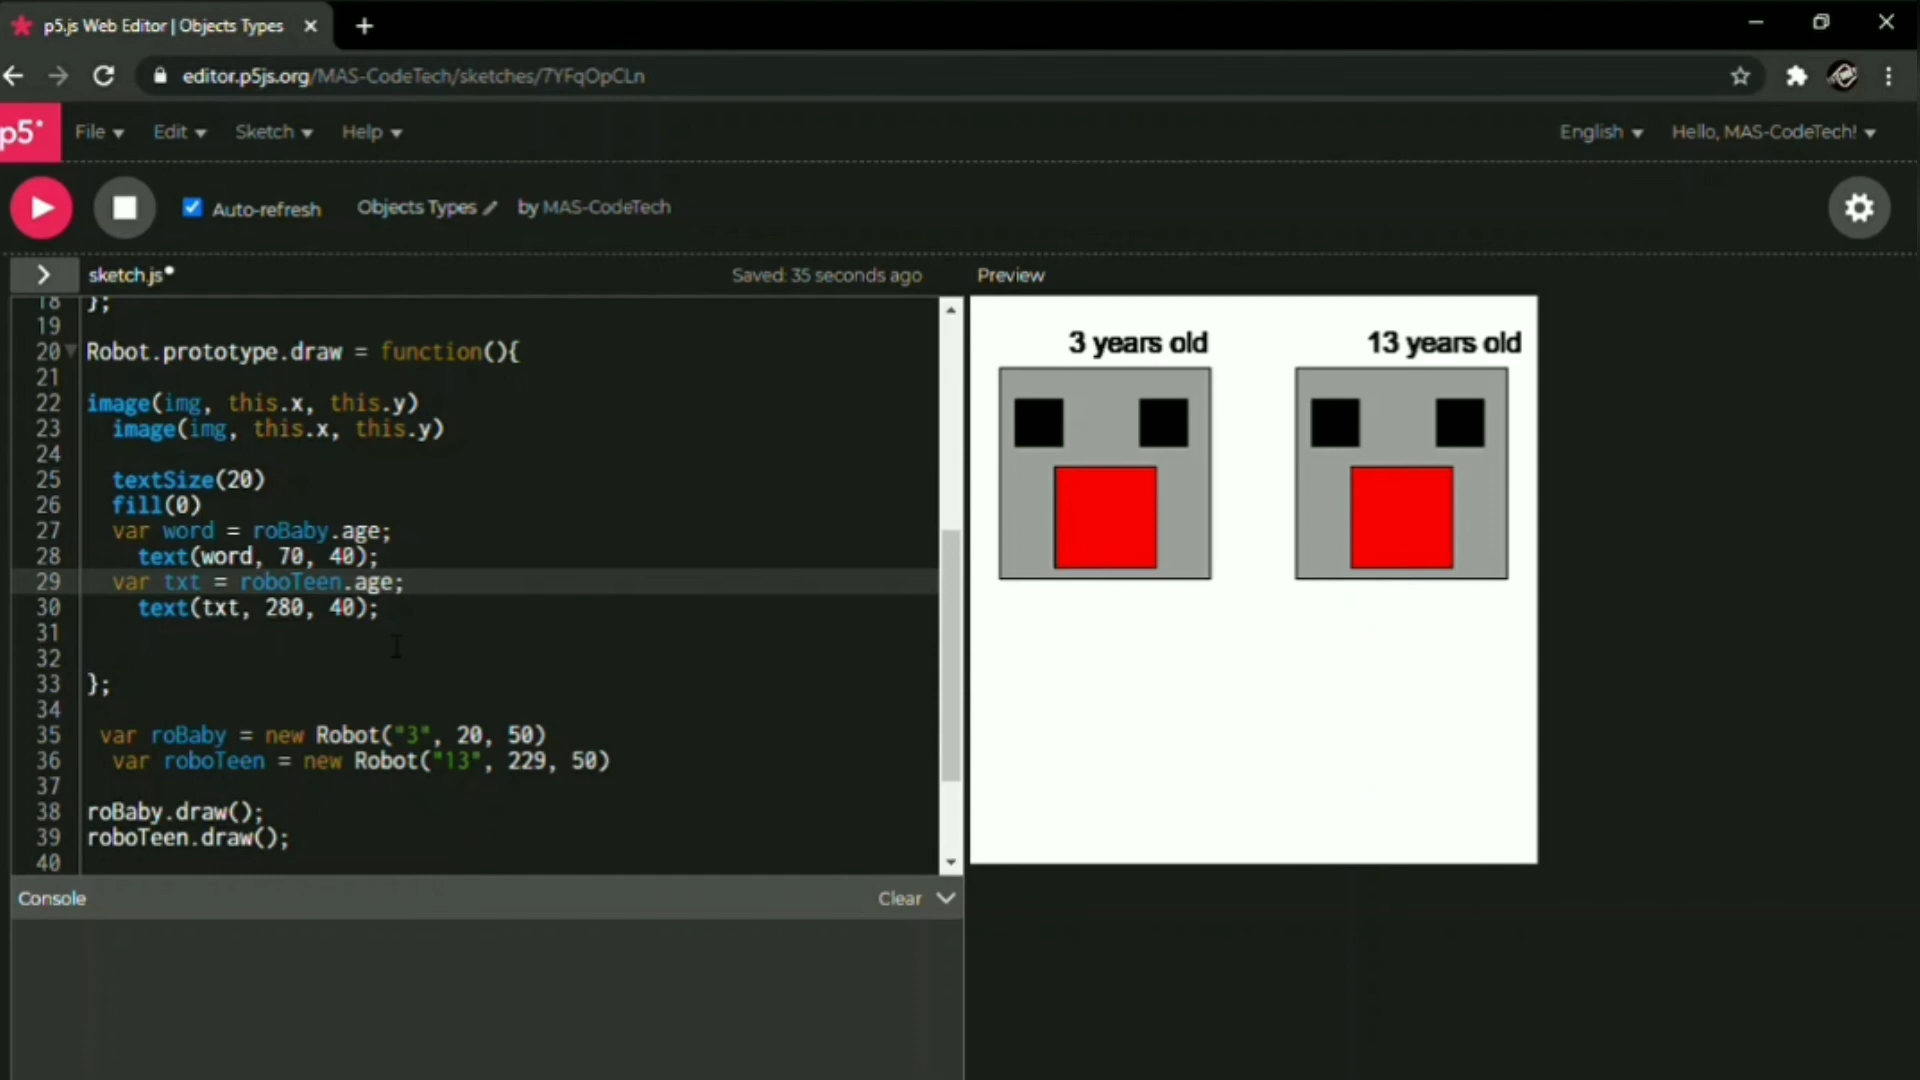 p5.js Web Editor | Objects Types
editor.p5js.org/MAS-CodeTech/sketches/7YFqOpCLn
p5* File Edit Sketch Help English Hello, MAS-CodeTech!
Auto-refresh Objects Types by MAS-CodeTech
sketch.js Saved: 35 seconds ago Preview
18 };
19
20 Robot.prototype.draw = function(){
21
22 image(img, this.x, this.y)
23 image(img, this.x, this.y)
24
25 textSize(20)
26 fill(0)
27 var word = roBaby.age;
28 text(word, 70, 40);
29 var txt = roboTeen.age;
30 text(txt, 280, 40);
31
32
33 };
34
35 var roBaby = new Robot("3", 20, 50)
36 var roboTeen = new Robot("13", 229, 50)
37
38 roBaby.draw();
39 roboTeen.draw();
40
3 years old 13 years old
Console Clear